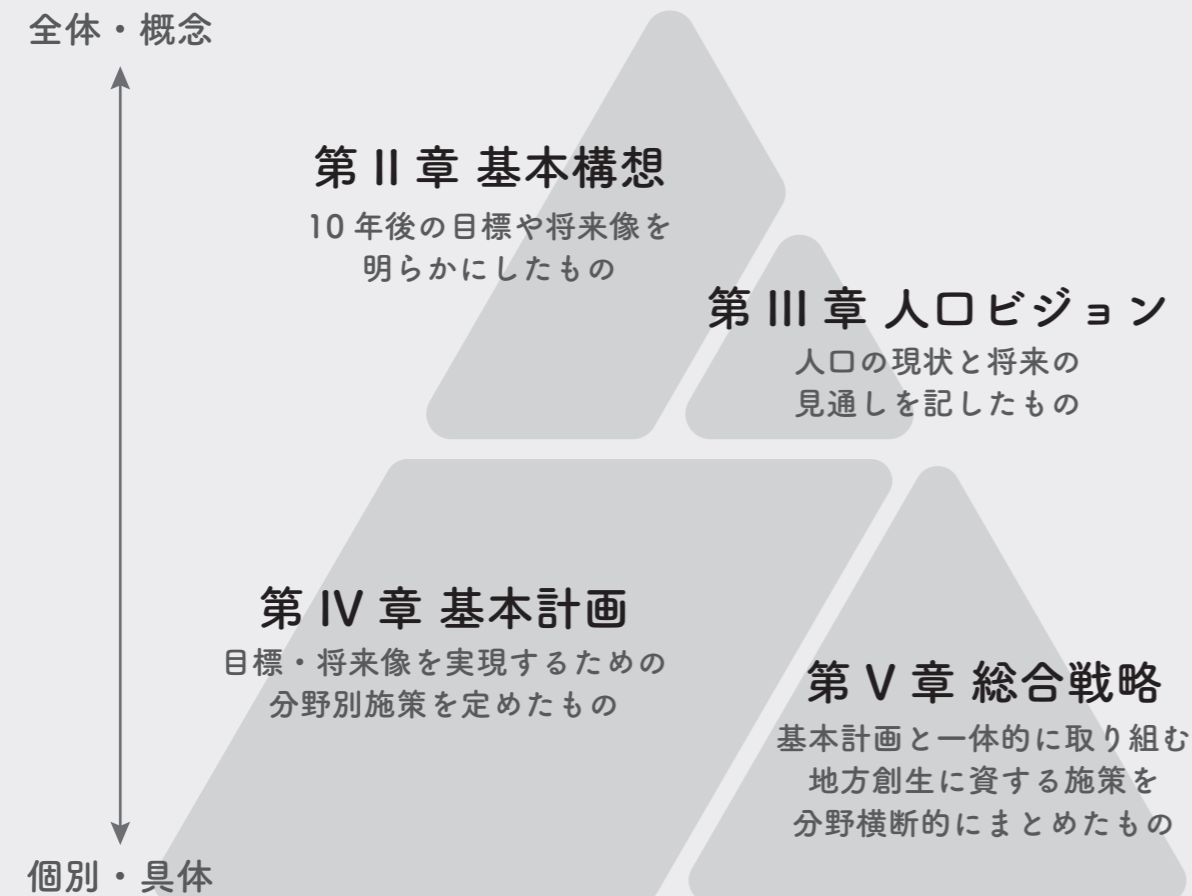 全体・概念
第 II 章 基本構想
10 年後の目標や将来像を
明らかにしたもの
第 III 章 人口ビジョン
人口の現状と将来の
見通しを記したもの
第 IV 章 基本計画
目標・将来像を実現するための
分野別施策を定めたもの
第 V 章 総合戦略
基本計画と一体的に取り組む
地方創生に資する施策を
分野横断的にまとめたもの
個別・具体